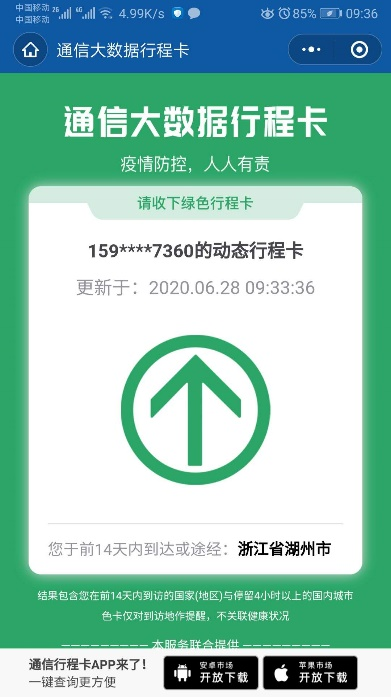 中国移动 2G 4G 4.99K/s 85% 09:36
中国移动
通信大数据行程卡
通信大数据行程卡
疫情防控，人人有责
请收下绿色行程卡
159****7360的动态行程卡
更新于：2020.06.28 09:33:36
您于前14天内到达或途经：浙江省湖州市
结果包含您在前14天内到访的国家(地区)与停留4小时以上的国内城市
色卡仅对到访地作提醒，不关联健康状况
本服务联合提供
通信行程卡APP来了！
一键查询更方便
安卓市场
开放下载
苹果市场
开放下载